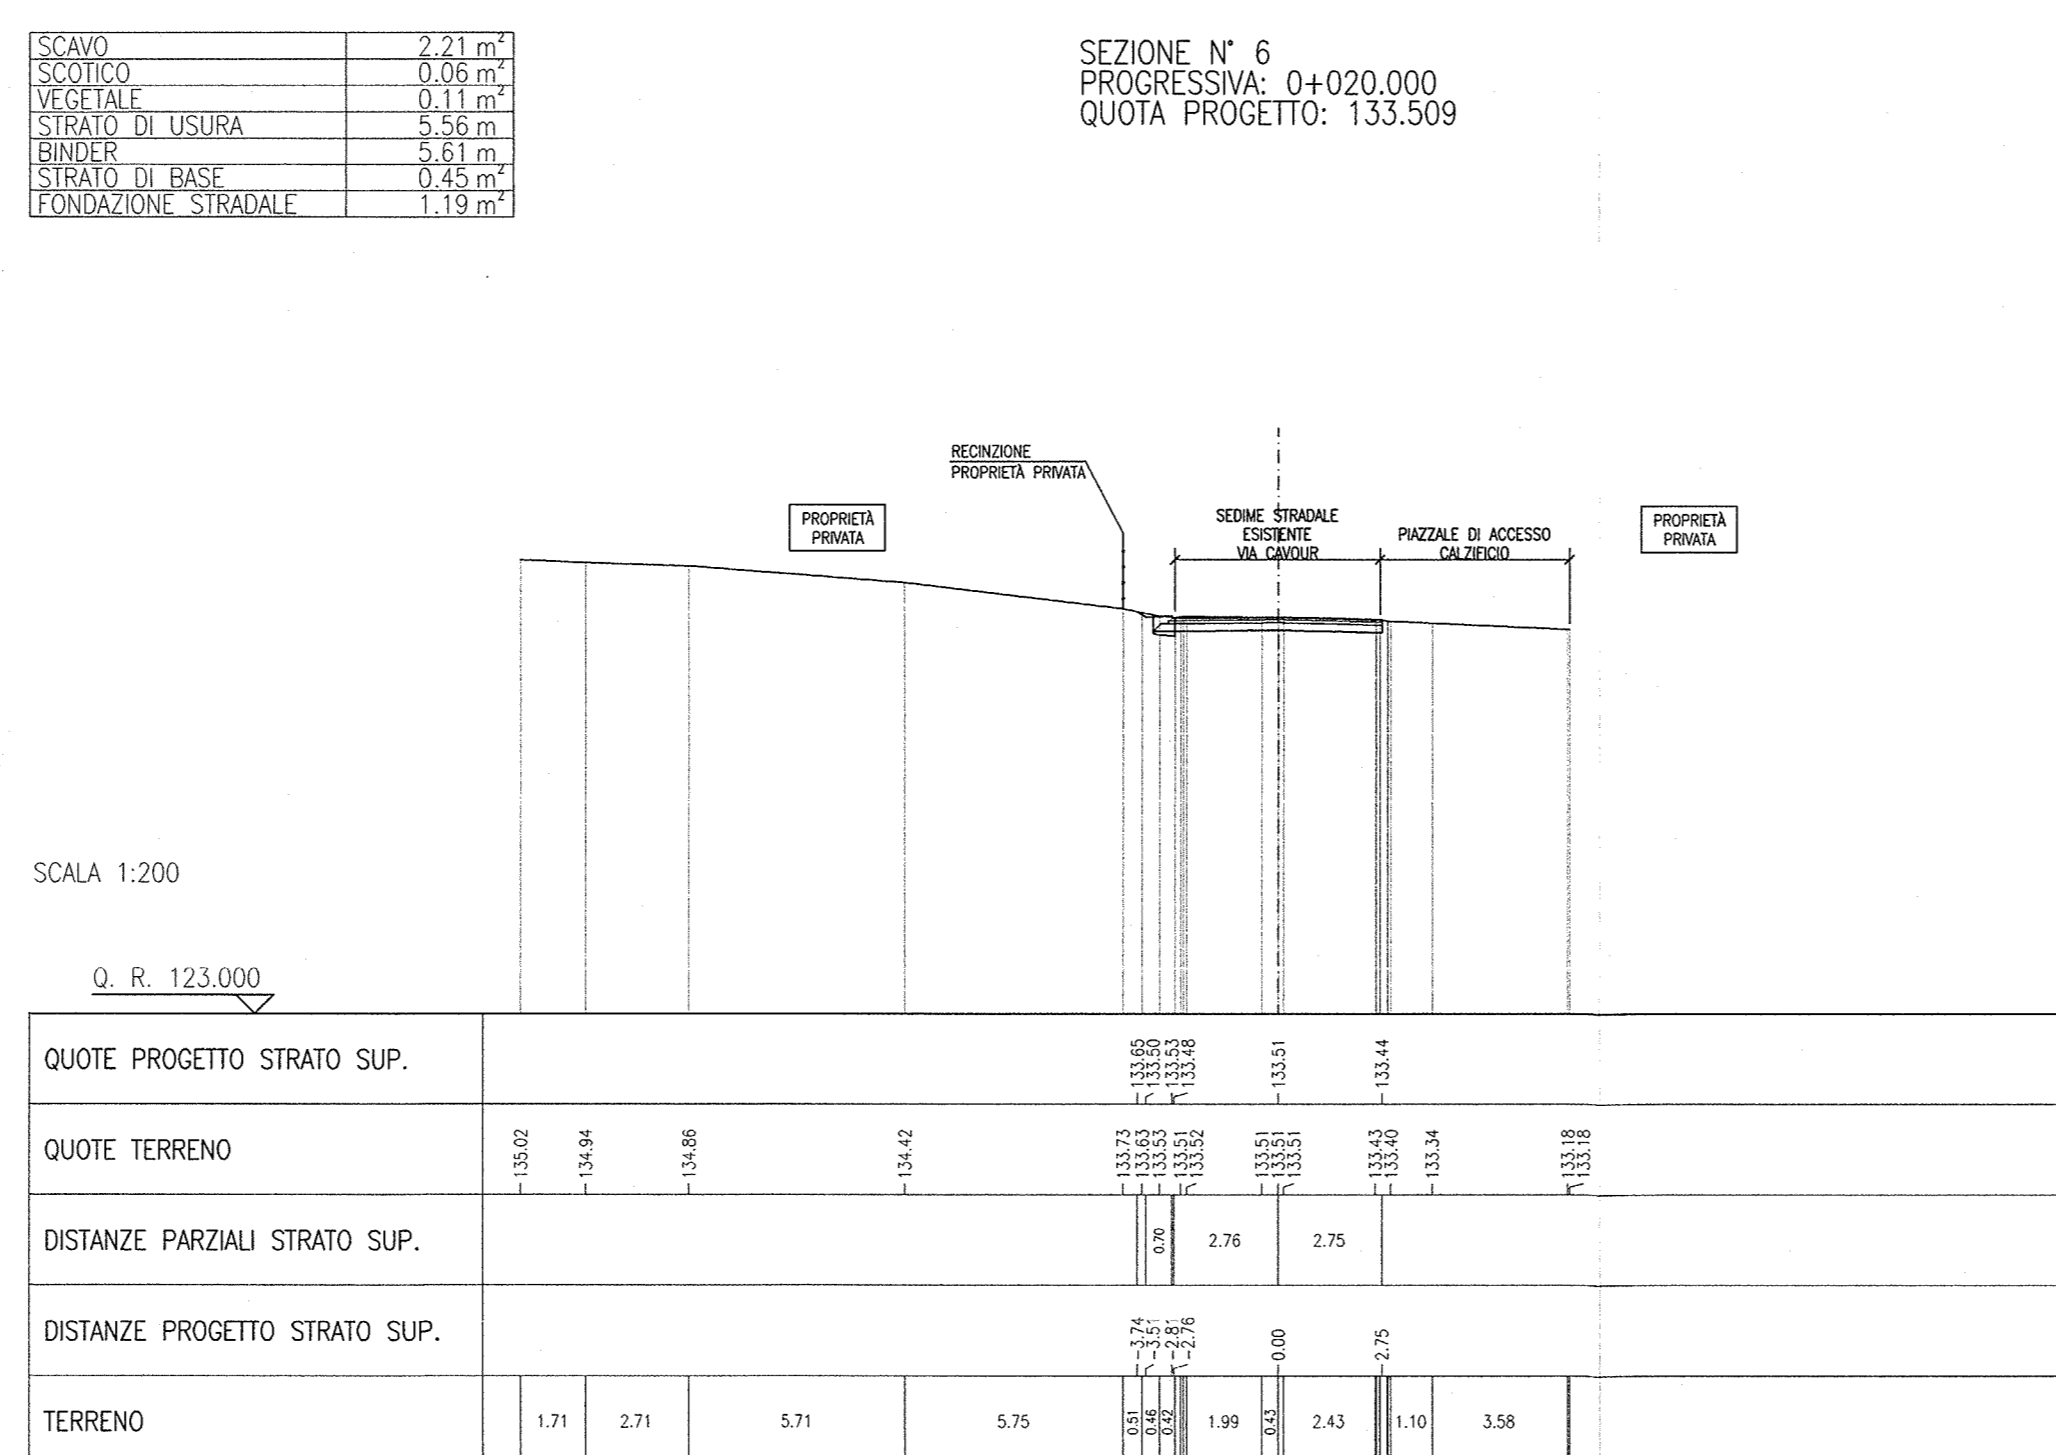 SCAVO 2.21 m²
SCOTICO 0.06 m²
VEGETALE 0.11 m²
STRATO DI USURA 5.56 m
BINDER 5.61 m
STRATO DI BASE 0.45 m²
FONDAZIONE STRADALE 1.19 m²
SEZIONE N° 6
PROGRESSIVA: 0+020.000
QUOTA PROGETTO: 133.509
RECINZIONE
PROPRIETÀ PRIVATA
PROPRIETÀ
PRIVATA
SEDIME STRADALE
ESISTENTE
VIA CAVOUR
PIAZZALE DI ACCESSO
CALZIFICIO
PROPRIETÀ
PRIVATA
SCALA 1:200
Q. R. 123.000
QUOTE PROGETTO STRATO SUP. 133.65 133.50 133.53 133.48 133.51 133.44
QUOTE TERRENO 135.02 134.94 134.86 134.42 133.73 133.63 133.53 133.51 133.52 133.51 133.51 133.51 133.43 133.40 133.34 133.18 133.18
DISTANZE PARZIALI STRATO SUP. 0.70 2.76 2.75
DISTANZE PROGETTO STRATO SUP. -3.74 -3.51 -2.81 -2.76 0.00 2.75
TERRENO 1.71 2.71 5.71 5.75 0.51 0.46 0.42 1.99 0.43 2.43 1.10 3.58